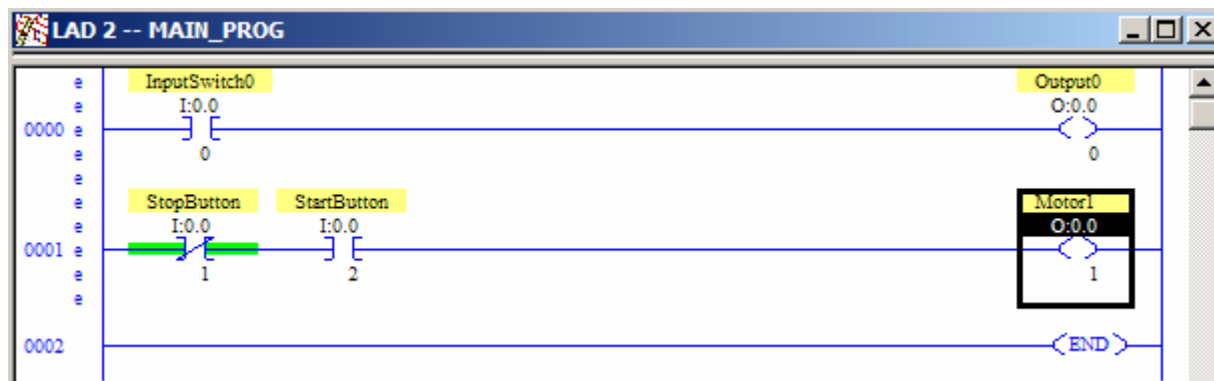 LAD 2 -- MAIN_PROG
e
InputSwitch0 Output0
e
I:0.0 O:0.0
0000 e
e
0 0
e
e
StopButton StartButton Motor1
e
I:0.0 I:0.0 O:0.0
0001 e
e
1 2 1
e
0002 END